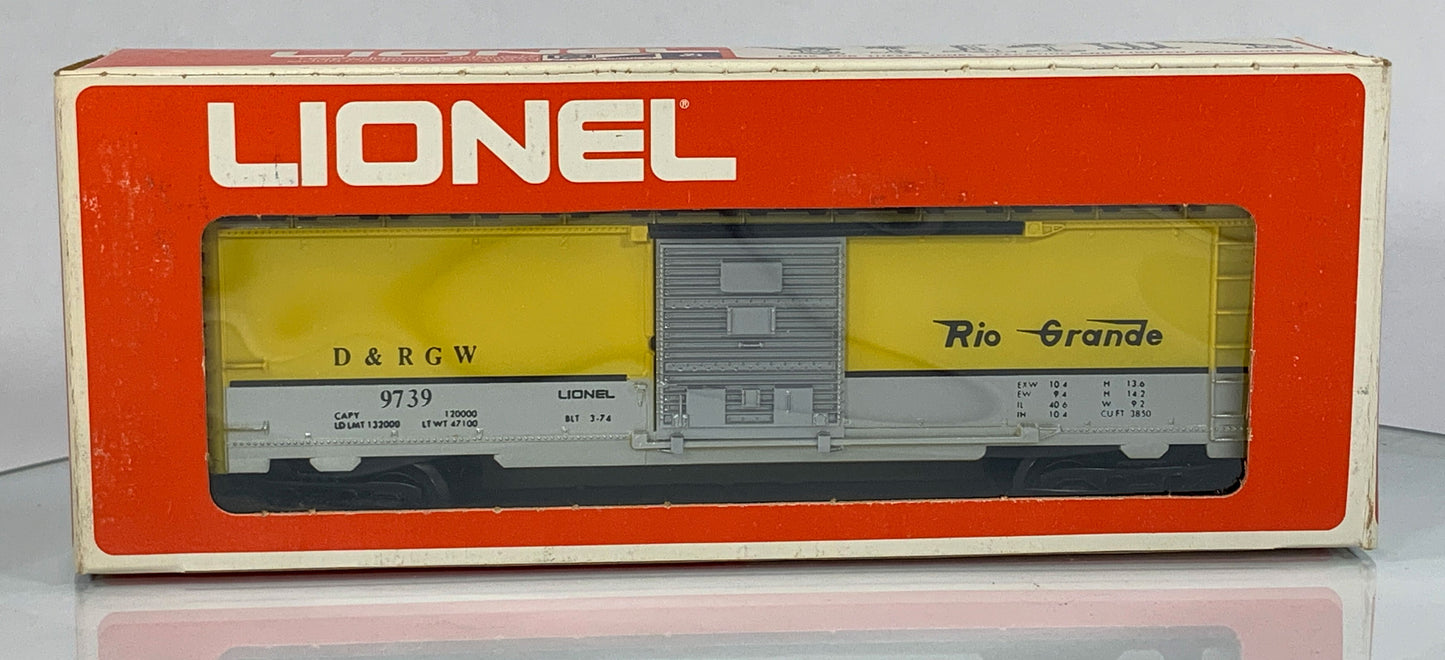 LIONEL
LIONEL®
D & R G W
Rio Grande
9739
LIONEL
CAPY 120000
LD LMT 132000 LT WT 47100
BLT 3-74
EXW 10.4 H 13.6
EW 9.4 H 14.2
IL 40.6 W 9.2
IH 10.4 CU FT 3850